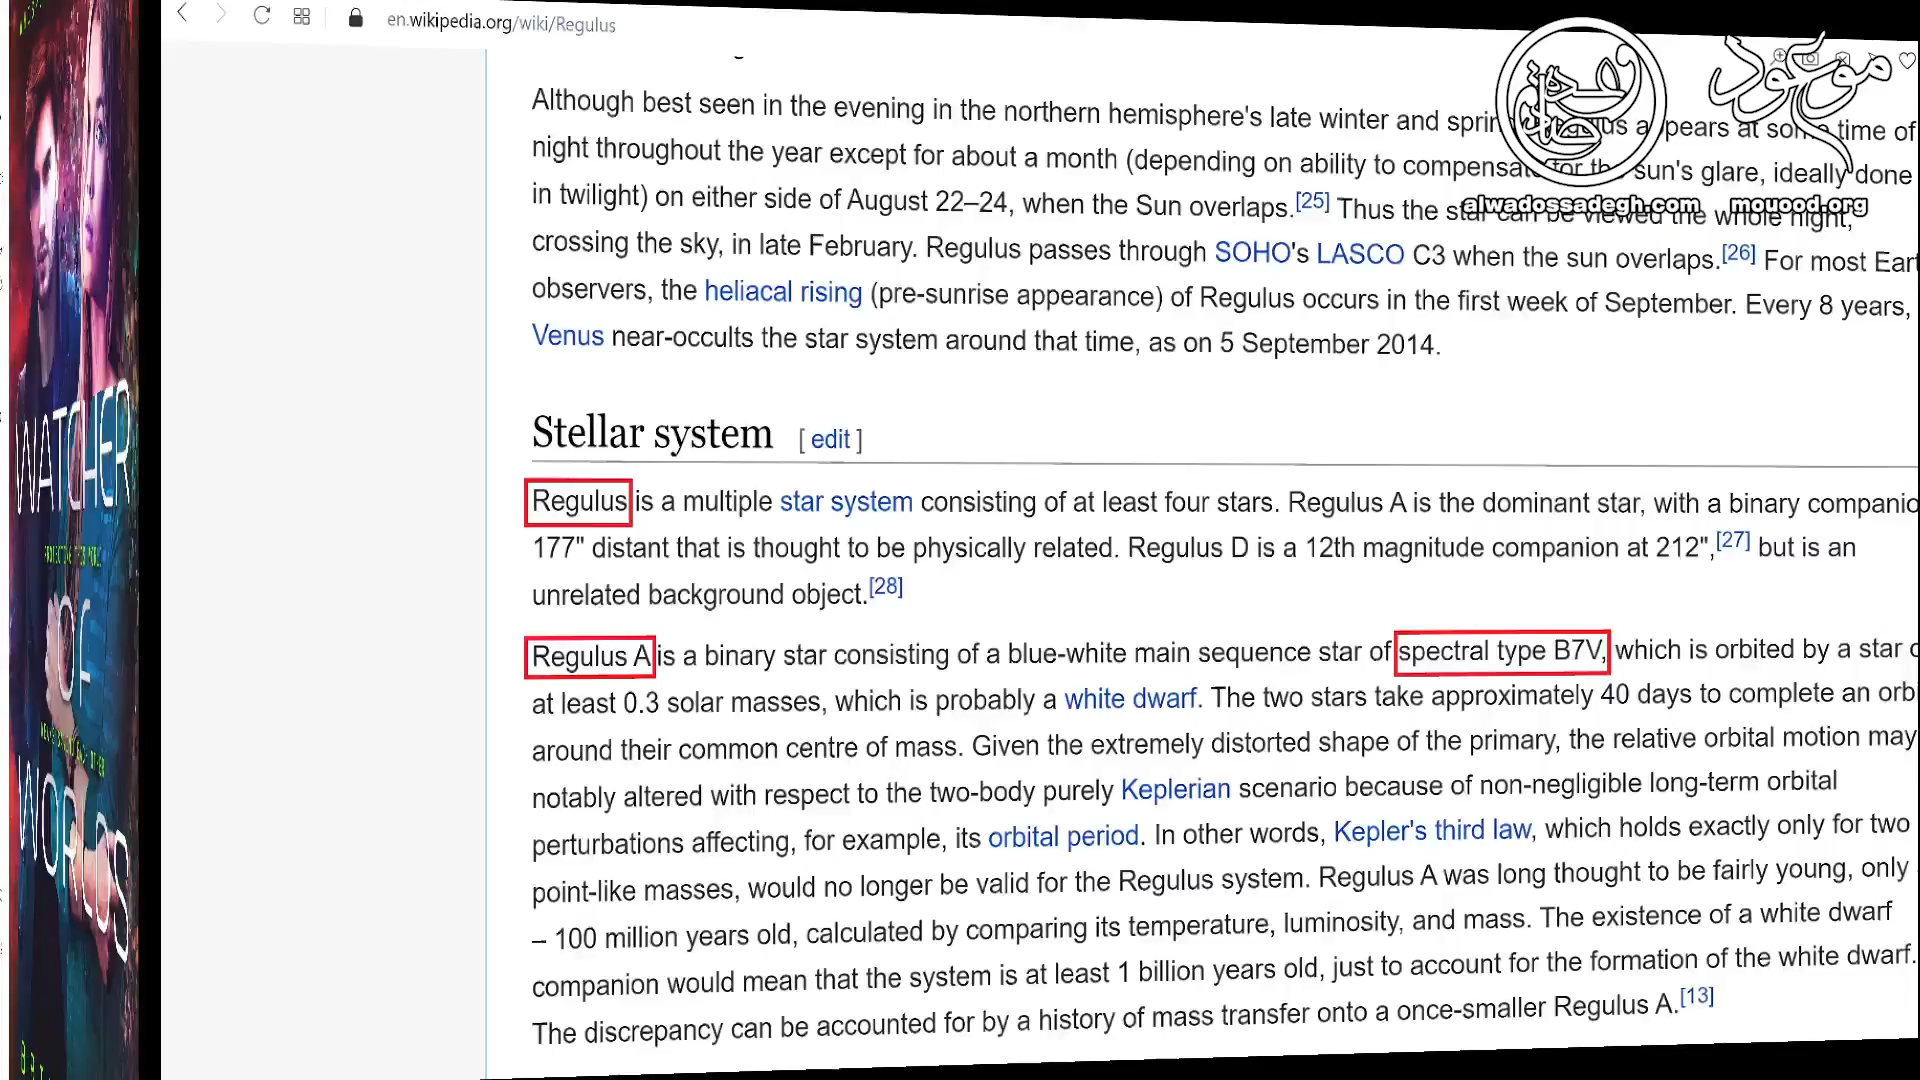 en.wikipedia.org/wiki/Regulus
Although best seen in the evening in the northern hemisphere's late winter and appears at time of
night throughout the year except for about a month (depending on ability to for sun's glare, ideally done
in twilight) on either side of August 22–24, when the Sun overlaps.[25] Thus the star can be viewed the whole night,
alwadossadegh.com
mouood.org
موعود
crossing the sky, in late February. Regulus passes through SOHO's LASCO C3 when the sun overlaps.[26] For most
observers, the heliacal rising (pre-sunrise appearance) of Regulus occurs in the first week of September. Every 8 years,
Venus near-occults the star system around that time, as on 5 September 2014.
Stellar system [ edit ]
Regulus is a multiple star system consisting of at least four stars. Regulus A is the dominant star, with a binary
177" distant that is thought to be physically related. Regulus D is a 12th magnitude companion at 212",[27] but is an
unrelated background object.[28]
Regulus A is a binary star consisting of a blue-white main sequence star of spectral type B7V, which is orbited by a star
at least 0.3 solar masses, which is probably a white dwarf. The two stars take approximately 40 days to complete an
around their common centre of mass. Given the extremely distorted shape of the primary, the relative orbital motion may
notably altered with respect to the two-body purely Keplerian scenario because of non-negligible long-term orbital
perturbations affecting, for example, its orbital period. In other words, Kepler's third law, which holds exactly only for two
point-like masses, would no longer be valid for the Regulus system. Regulus A was long thought to be fairly young, only
– 100 million years old, calculated by comparing its temperature, luminosity, and mass. The existence of a white dwarf
companion would mean that the system is at least 1 billion years old, just to account for the formation of the white dwarf.
The discrepancy can be accounted for by a history of mass transfer onto a once-smaller Regulus A.[13]
WATCHER
OF
WORLDS